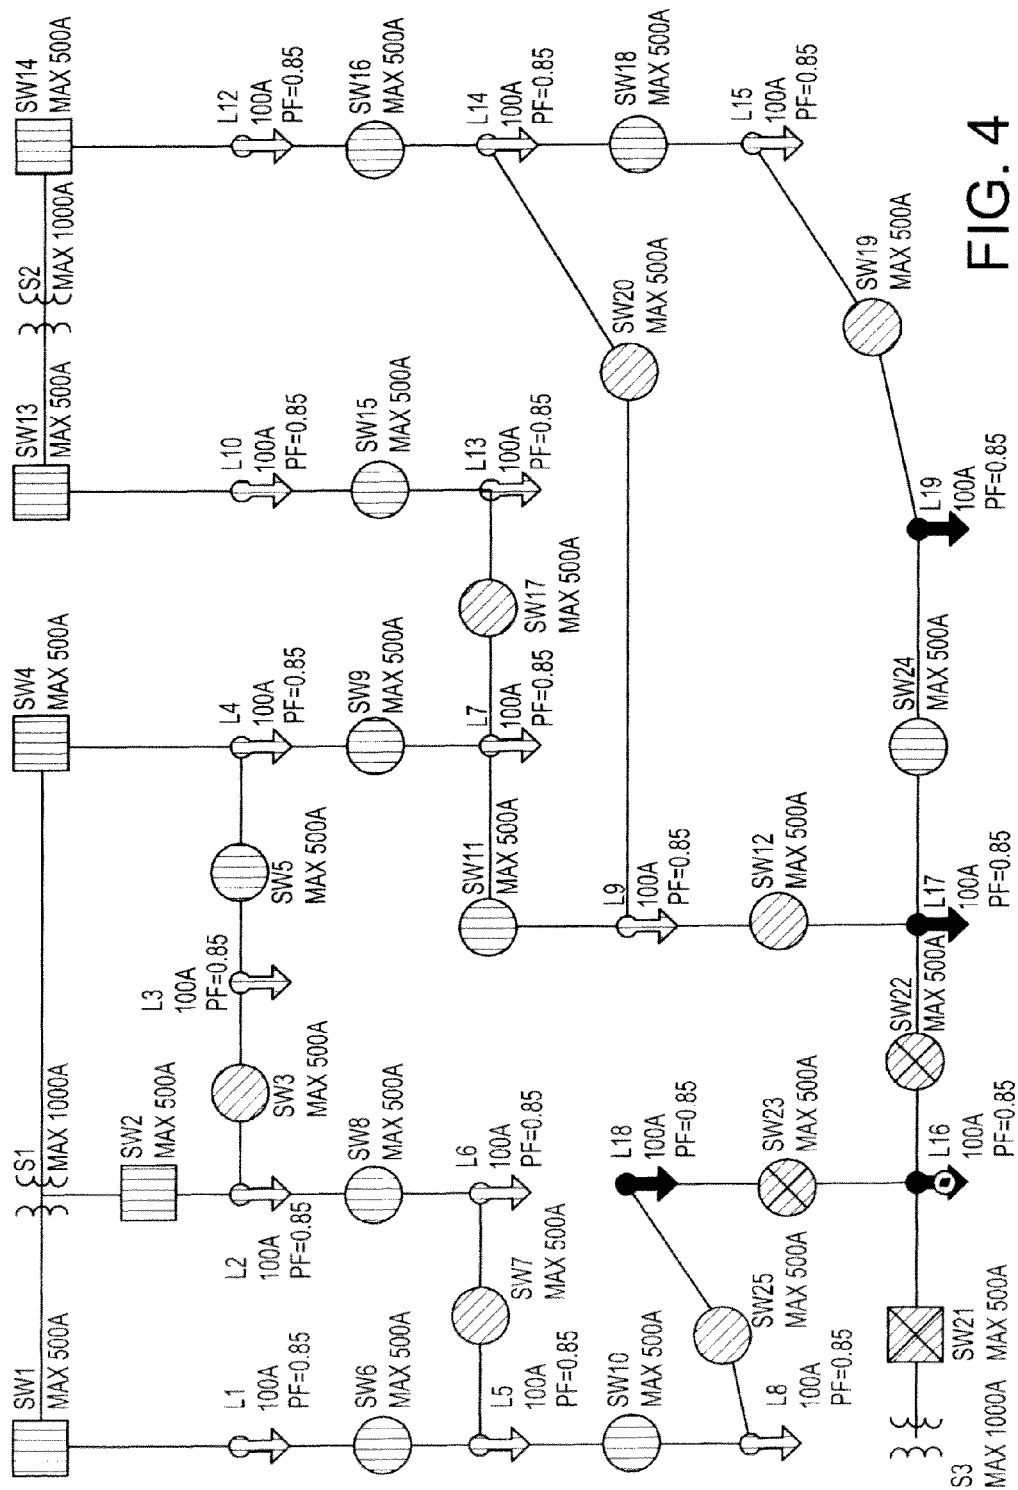 SW1
MAX 500A
S1
MAX 1000A
SW4
MAX 500A
SW13
MAX 500A
S2
MAX 1000A
SW14
MAX 500A
SW2
MAX 500A
L3
100A
PF=0.85
L1
100A
PF=0.85
L2
100A
PF=0.85
L4
100A
PF=0.85
L10
100A
PF=0.85
L12
100A
PF=0.85
SW3
MAX 500A
SW5
MAX 500A
SW6
MAX 500A
SW8
MAX 500A
SW9
MAX 500A
SW15
MAX 500A
SW16
MAX 500A
L5
100A
PF=0.85
L6
100A
PF=0.85
SW11
MAX 500A
L7
100A
PF=0.85
L13
100A
PF=0.85
L14
100A
PF=0.85
SW7
MAX 500A
SW17
MAX 500A
SW10
MAX 500A
L18
100A
PF=0.85
L9
100A
PF=0.85
SW20
MAX 500A
SW18
MAX 500A
L8
100A
PF=0.85
SW25
MAX 500A
SW23
MAX 500A
SW12
MAX 500A
L15
100A
PF=0.85
SW19
MAX 500A
S3
MAX 1000A
SW21
MAX 500A
L16
100A
PF=0.85
SW22
MAX 500A
L17
100A
PF=0.85
SW24
MAX 500A
L19
100A
PF=0.85
FIG. 4